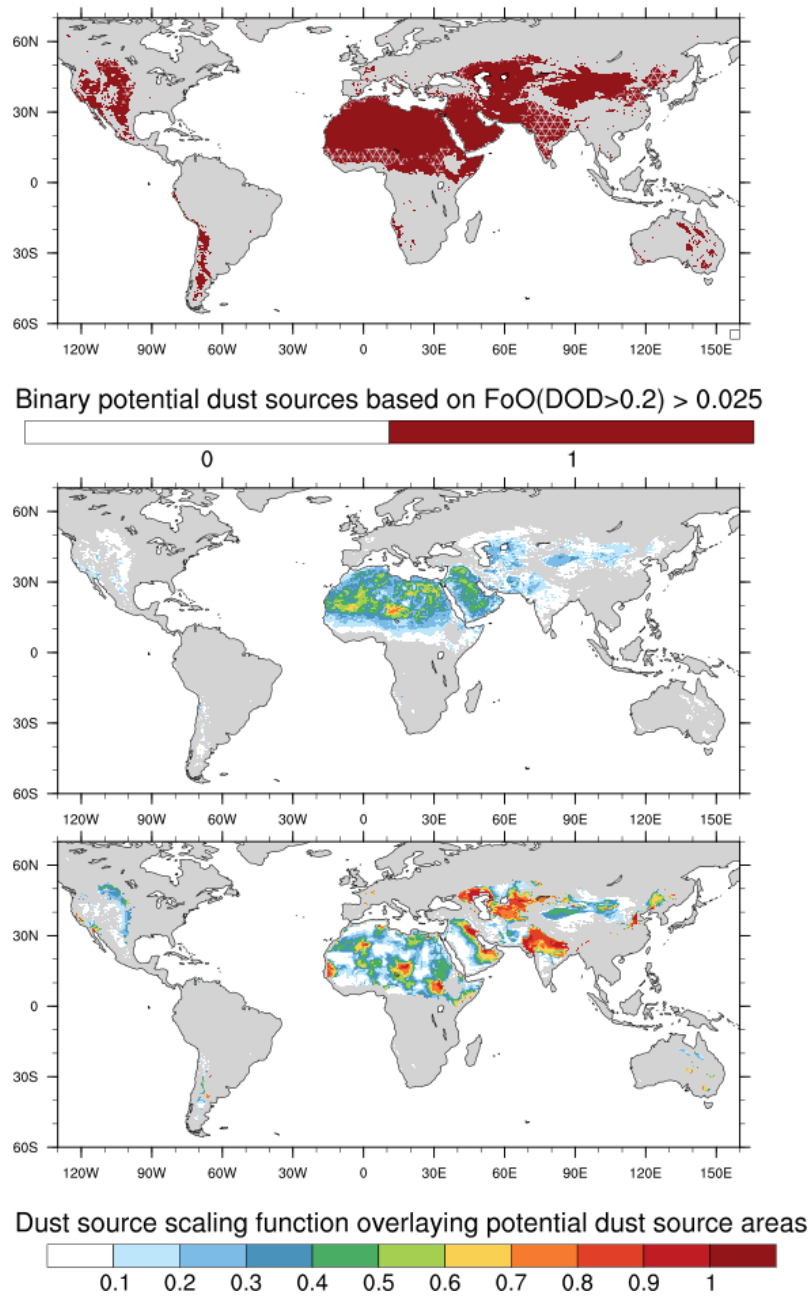 60N
30N
0
30S
60S
120W 90W 60W 30W 0 30E 60E 90E 120E 150E
Binary potential dust sources based on FoO(DOD>0.2) > 0.025
0 1
60N
30N
0
30S
60S
120W 90W 60W 30W 0 30E 60E 90E 120E 150E
60N
30N
0
30S
60S
120W 90W 60W 30W 0 30E 60E 90E 120E 150E
Dust source scaling function overlaying potential dust source areas
0.1 0.2 0.3 0.4 0.5 0.6 0.7 0.8 0.9 1